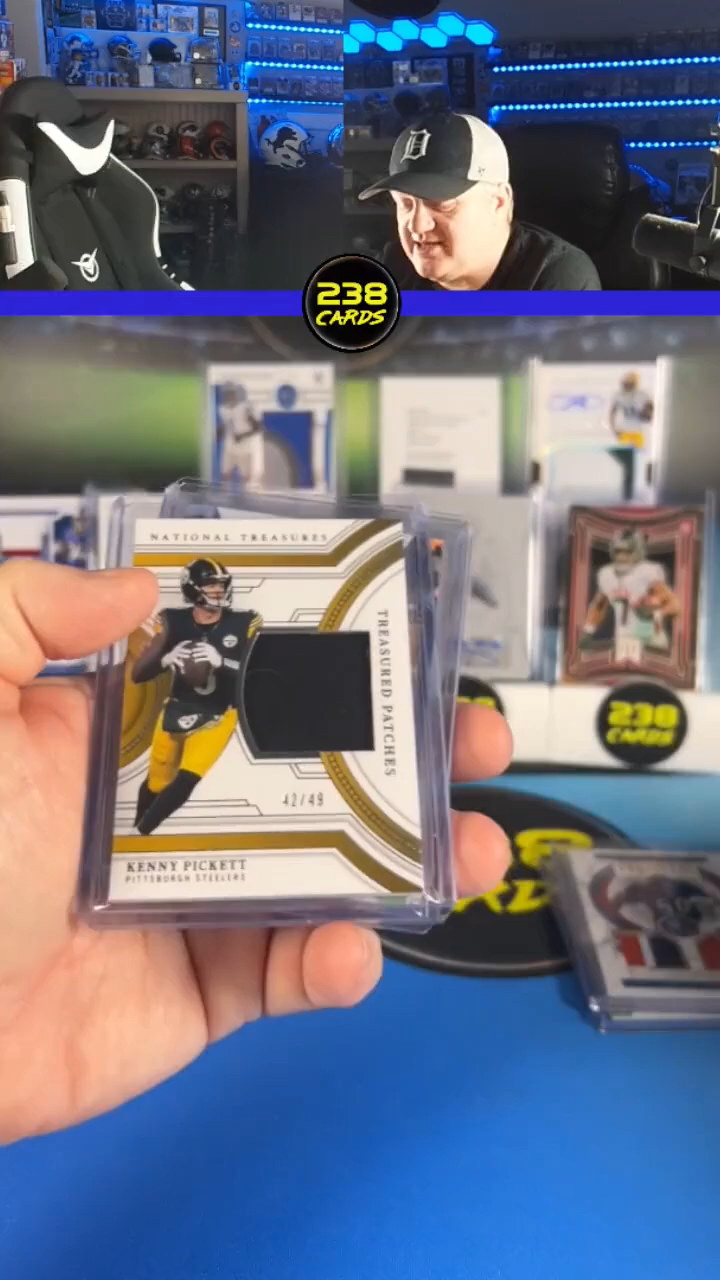 D
238
CARDS
NATIONAL TREASURES
TREASURED PATCHES
42/49
KENNY PICKETT
PITTSBURGH STEELERS
238
CARDS